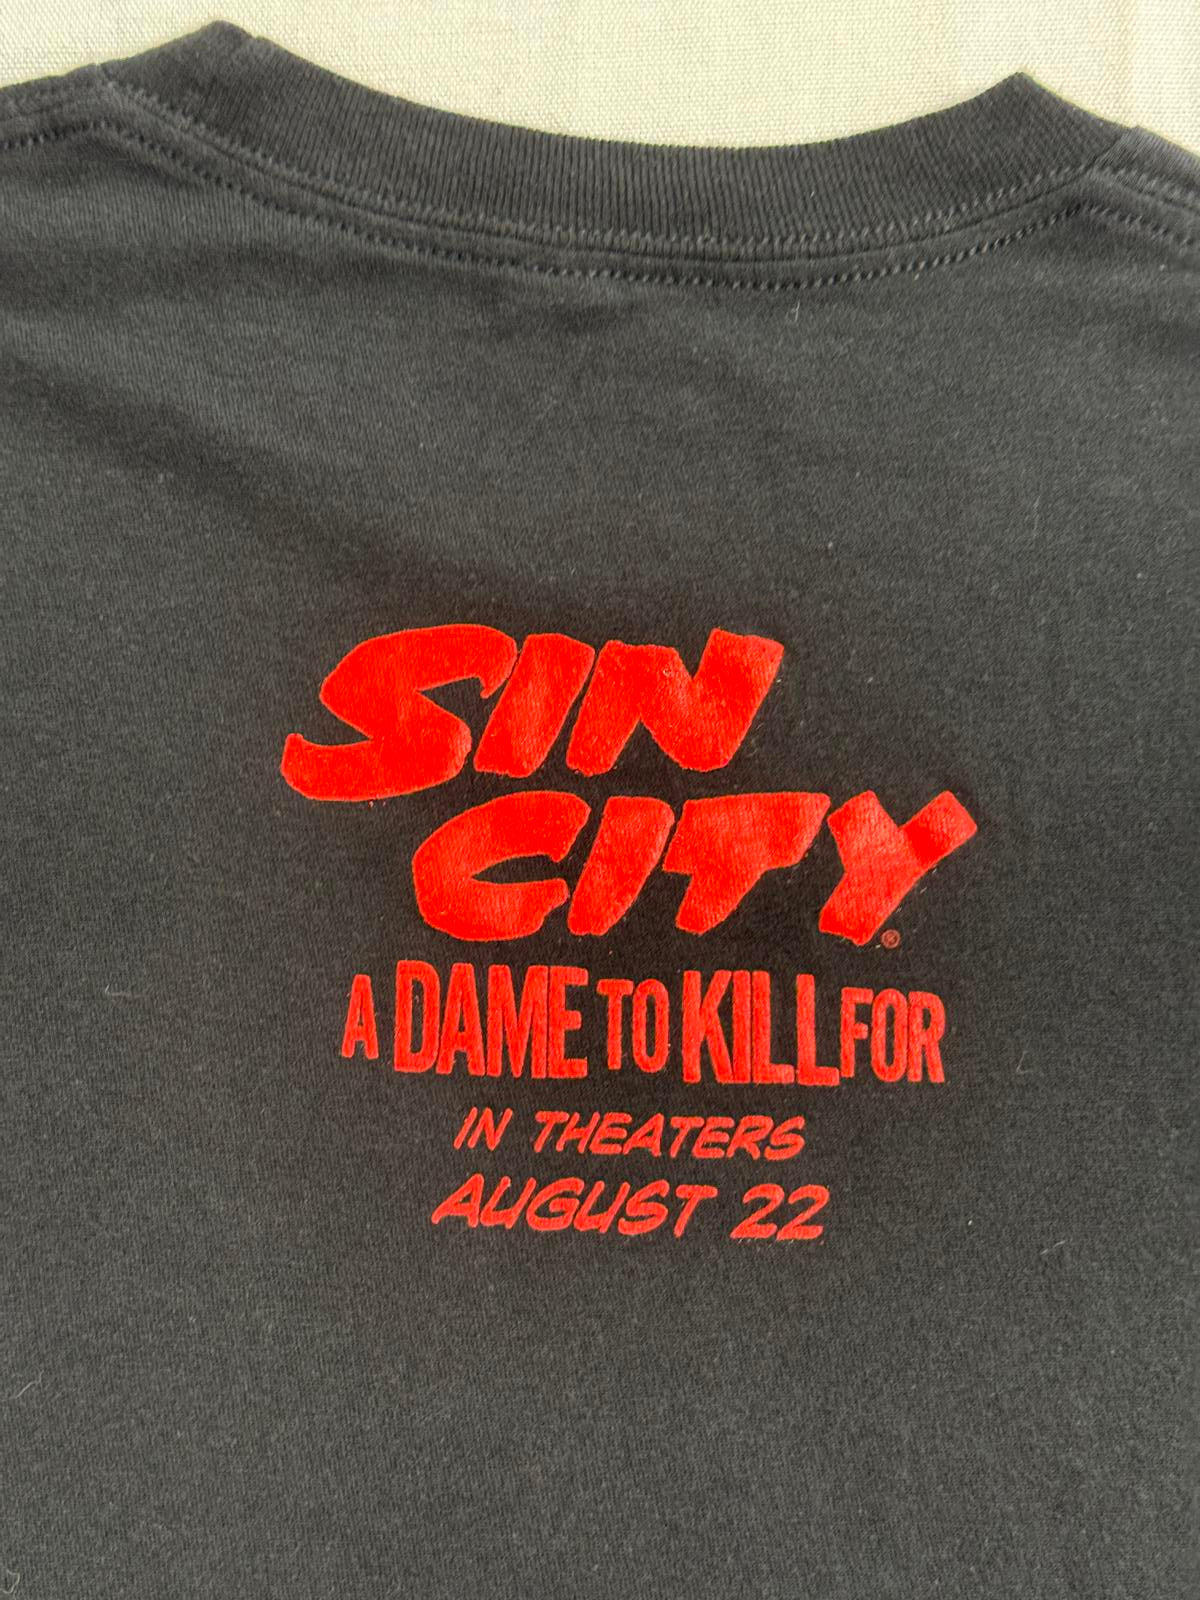 SIN
CITY®
A DAME TO KILL FOR
IN THEATERS
AUGUST 22